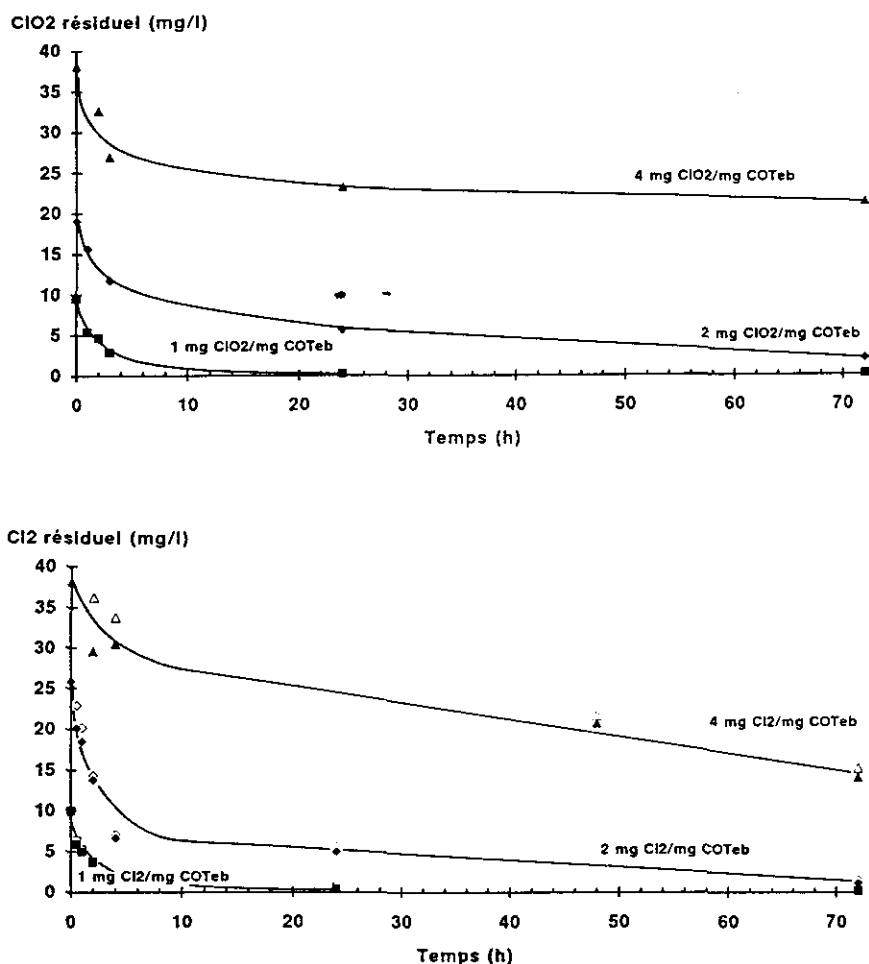 ClO2 résiduel (mg/l)
40
35
30
25
20
15
10
5
0
4 mg ClO2/mg COTeb
2 mg ClO2/mg COTeb
1 mg ClO2/mg COTeb
0 10 20 30 40 50 60 70
Temps (h)
Cl2 résiduel (mg/l)
40
35
30
25
20
15
10
5
0
4 mg Cl2/mg COTeb
2 mg Cl2/mg COTeb
1 mg Cl2/mg COTeb
0 10 20 30 40 50 60 70
Temps (h)